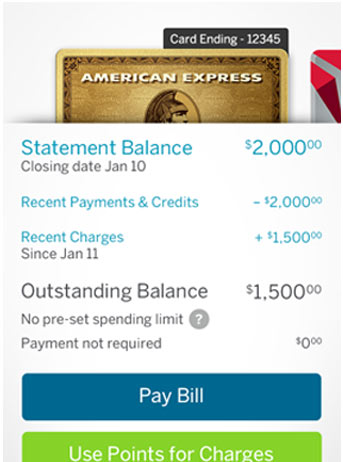 Card Ending - 12345
AMERICAN EXPRESS
Statement Balance $2,000.00
Closing date Jan 10
Recent Payments & Credits – $2,000.00
Recent Charges + $1,500.00
Since Jan 11
Outstanding Balance $1,500.00
No pre-set spending limit ?
Payment not required $0.00
Pay Bill
Use Points for Charges